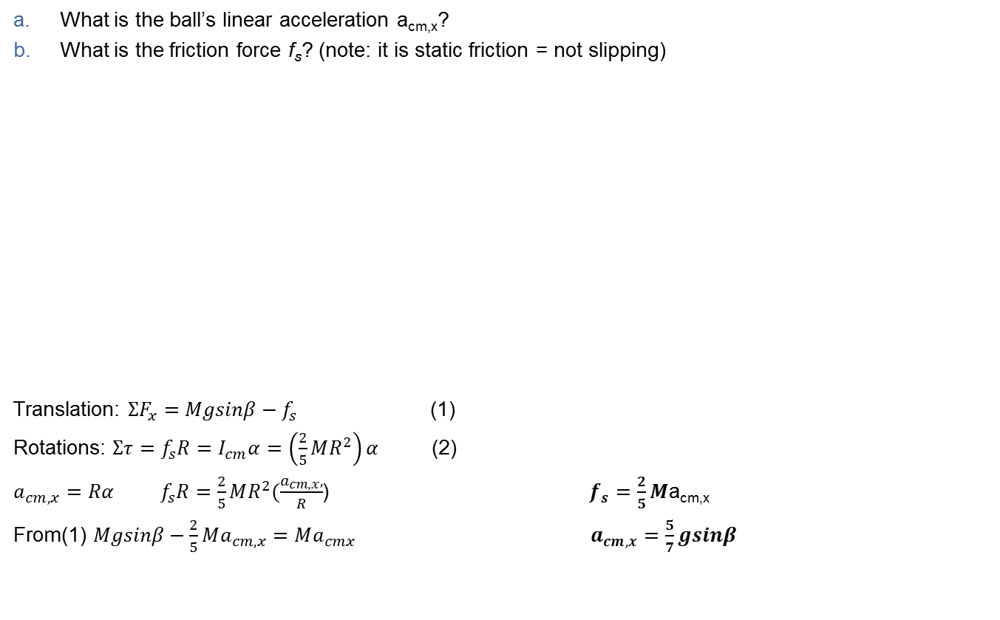 a. What is the ball’s linear acceleration a_cm,x?
b. What is the friction force f_s? (note: it is static friction = not slipping)
Translation: ΣF_x = Mgsinβ − f_s (1)
Rotations: Στ = f_sR = I_cm α = (2/5 MR²) α (2)
a_cm,x = Rα f_sR = 2/5 MR²(a_cm,x,/R) f_s = 2/5 Ma_cm,x
From(1) Mgsinβ − 2/5 Ma_cm,x = Ma_cmx a_cm,x = 5/7 gsinβ